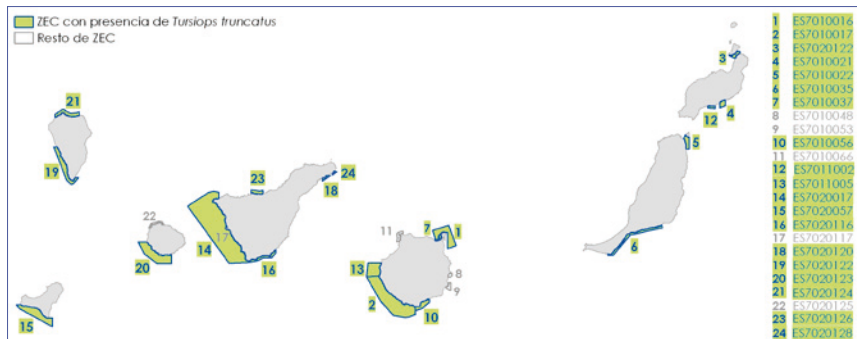 ZEC con presencia de Tursiops truncatus
Resto de ZEC
1 ES7010016
2 ES7010017
3 ES7020122
4 ES7010021
5 ES7010022
6 ES7010035
7 ES7010037
8 ES7010048
9 ES7010053
10 ES7010056
11 ES7010066
12 ES7011002
13 ES7011005
14 ES7020017
15 ES7020057
16 ES7020116
17 ES7020117
18 ES7020120
19 ES7020122
20 ES7020123
21 ES7020124
22 ES7020125
23 ES7020126
24 ES7020128
3
21
12
4
5
19
24
23
18
22
11
7
1
17
6
20
14
16
13
8
9
2
10
15